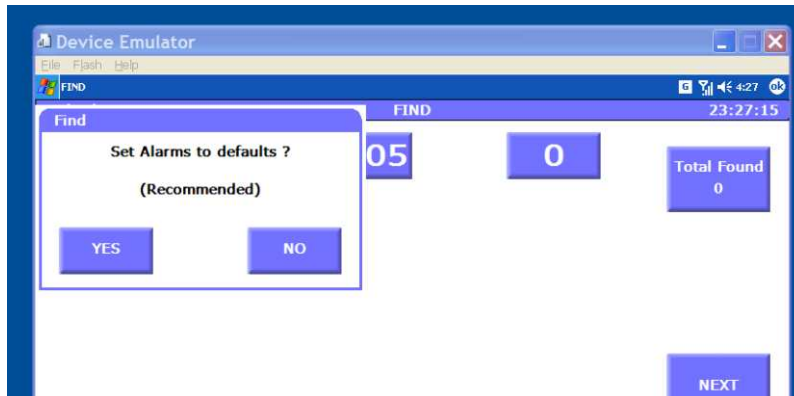 Device Emulator
File Flash Help
FIND
G 4:27 ok
FIND 23:27:15
Find
Set Alarms to defaults ?
(Recommended)
YES NO
05 0
Total Found
0
NEXT